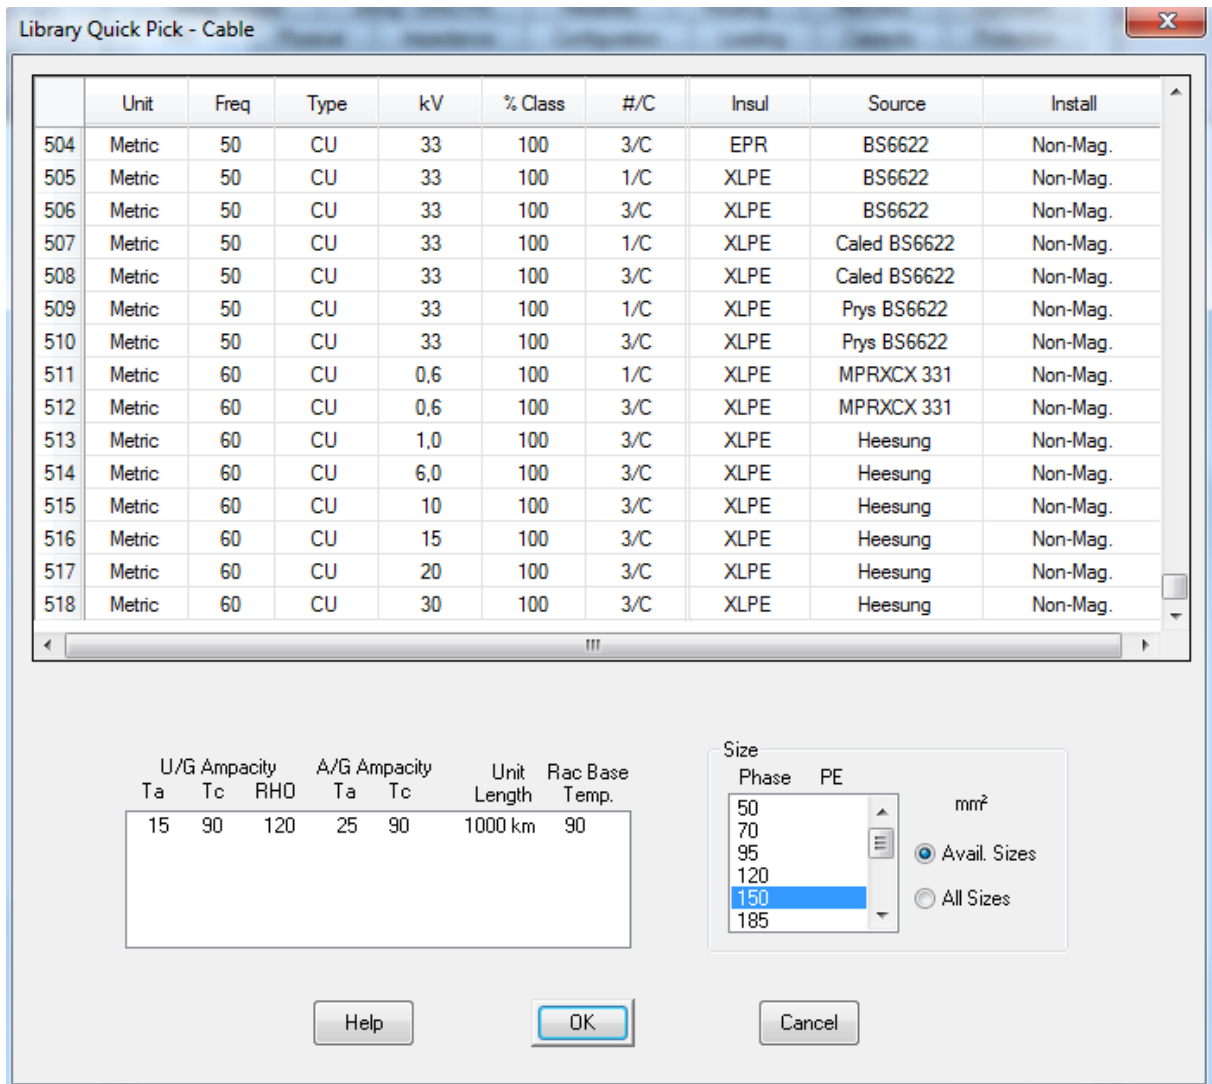 Library Quick Pick - Cable
Unit Freq Type kV % Class #/C Insul Source Install
504 Metric 50 CU 33 100 3/C EPR BS6622 Non-Mag.
505 Metric 50 CU 33 100 1/C XLPE BS6622 Non-Mag.
506 Metric 50 CU 33 100 3/C XLPE BS6622 Non-Mag.
507 Metric 50 CU 33 100 1/C XLPE Caled BS6622 Non-Mag.
508 Metric 50 CU 33 100 3/C XLPE Caled BS6622 Non-Mag.
509 Metric 50 CU 33 100 1/C XLPE Prys BS6622 Non-Mag.
510 Metric 50 CU 33 100 3/C XLPE Prys BS6622 Non-Mag.
511 Metric 60 CU 0,6 100 1/C XLPE MPRXCX 331 Non-Mag.
512 Metric 60 CU 0,6 100 3/C XLPE MPRXCX 331 Non-Mag.
513 Metric 60 CU 1,0 100 3/C XLPE Heesung Non-Mag.
514 Metric 60 CU 6,0 100 3/C XLPE Heesung Non-Mag.
515 Metric 60 CU 10 100 3/C XLPE Heesung Non-Mag.
516 Metric 60 CU 15 100 3/C XLPE Heesung Non-Mag.
517 Metric 60 CU 20 100 3/C XLPE Heesung Non-Mag.
518 Metric 60 CU 30 100 3/C XLPE Heesung Non-Mag.
U/G Ampacity A/G Ampacity Unit Rac Base
Ta Tc RHO Ta Tc Length Temp.
15 90 120 25 90 1000 km 90
Size
Phase PE
50
70
95
120
150
185
mm²
Avail. Sizes
All Sizes
Help OK Cancel